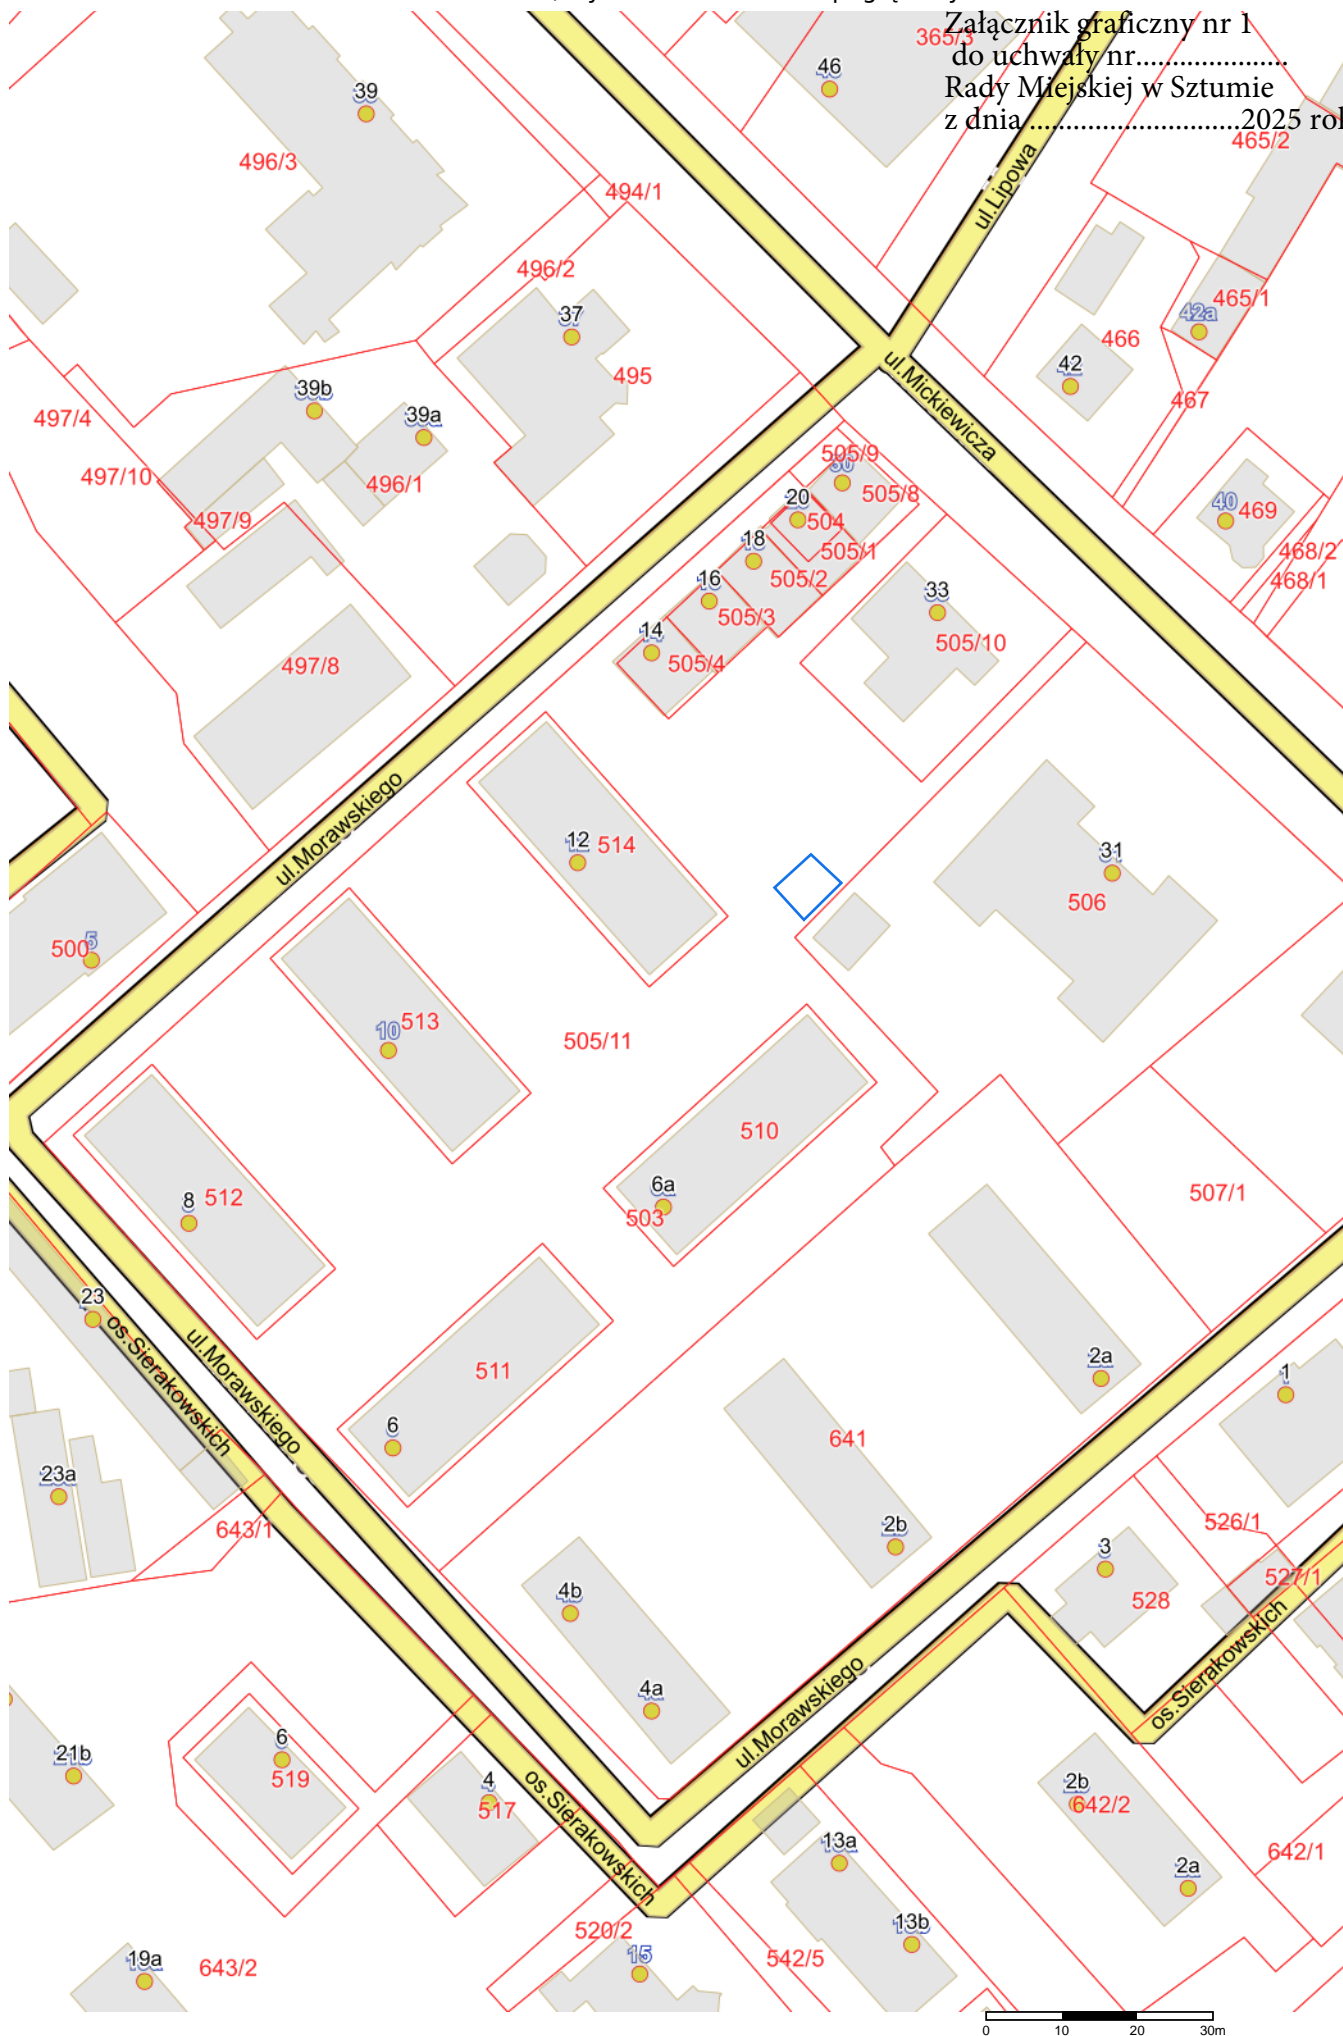 Załącznik graficzny nr 1
do uchwały nr.....................
Rady Miejskiej w Sztumie
z dnia .............................2025 rok
365/3
46
39
496/3
494/1
ul.Lipowa
465/2
496/2
37
495
465/1
42a
466
42
467
ul.Mickiewicza
39b
39a
497/4
497/10
496/1
497/9
505/9
30
505/8
20
504
505/1
18
505/2
16
505/3
14
505/4
40
469
468/2
468/1
33
505/10
497/8
ul.Morawskiego
12
514
31
506
5
500
10
513
505/11
510
6a
503
8
512
507/1
23
os.Sierakowskich
ul.Morawskiego
511
6
2a
1
641
23a
643/1
2b
526/1
3
527/1
528
4b
os.Sierakowskich
4a
ul.Morawskiego
21b
6
519
4
517
os.Sierakowskich
2b
642/2
13a
642/1
2a
13b
520/2
15
542/5
19a
643/2
0 10 20 30m